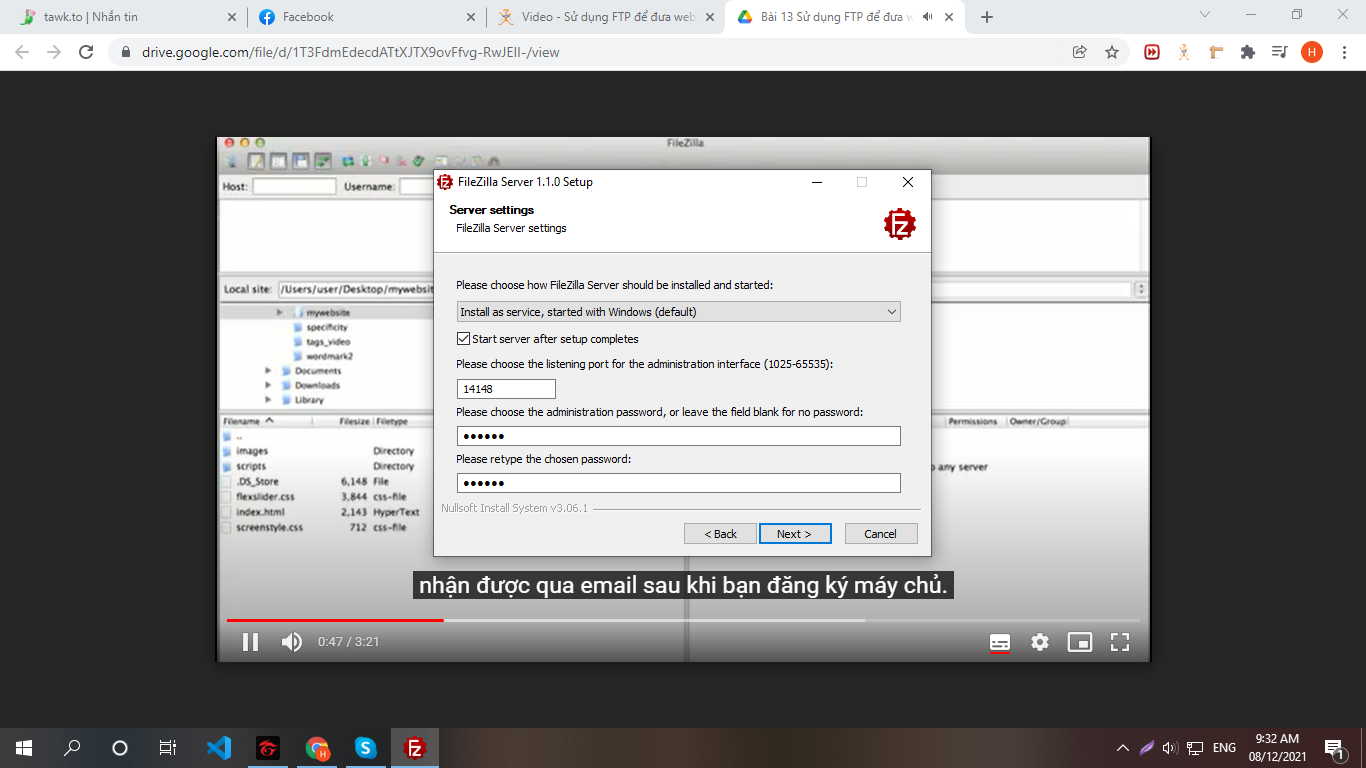 tawk.to | Nhắn tin
Facebook
Video - Sử dụng FTP để đưa web
Bài 13 Sử dụng FTP để đưa w
drive.google.com/file/d/1T3FdmEdecdATtXJTX9ovFfvg-RwJEIl-/view
H
FileZilla
Host:
Username:
FileZilla Server 1.1.0 Setup
Server settings
FileZilla Server settings
Fz
Local site: /Users/user/Desktop/mywebsit
mywebsite
specificity
tags_video
wordmark2
Documents
Downloads
Library
Filename Filesize Filetype
..
images Directory
scripts Directory
.DS_Store 6,148 File
flexslider.css 3,844 css-file
index.html 2,143 HyperText
screenstyle.css 712 css-file
Permissions Owner/Group
o any server
Please choose how FileZilla Server should be installed and started:
Install as service, started with Windows (default)
Start server after setup completes
Please choose the listening port for the administration interface (1025-65535):
14148
Please choose the administration password, or leave the field blank for no password:
●●●●●●
Please retype the chosen password:
●●●●●●
Nullsoft Install System v3.06.1
< Back Next > Cancel
nhận được qua email sau khi bạn đăng ký máy chủ.
0:47 / 3:21
ENG
9:32 AM
08/12/2021
1